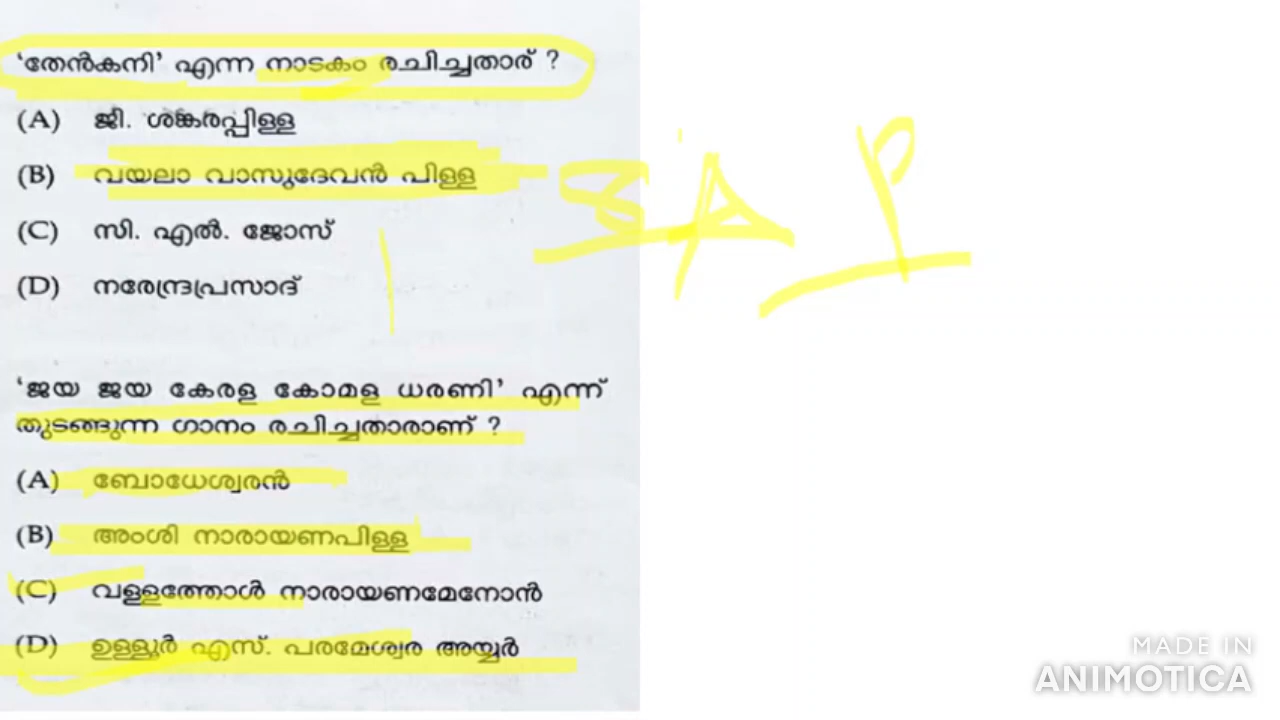 'തേൻകനി' എന്ന നാടകം രചിച്ചതാര് ?
(A) ജി. ശങ്കരപ്പിള്ള
(B) വയലാ വാസുദേവൻ പിള്ള
(C) സി. എൽ. ജോസ്
(D) നരേന്ദ്രപ്രസാദ്
'ജയ ജയ കേരള കോമള ധരണി' എന്ന്
തുടങ്ങുന്ന ഗാനം രചിച്ചതാരാണ് ?
(A) ബോധേശ്വരൻ
(B) അംശി നാരായണപിള്ള
(C) വള്ളത്തോൾ നാരായണമേനോൻ
(D) ഉള്ളൂർ എസ്. പരമേശ്വര അയ്യർ
MADE IN
ANIMOTICA